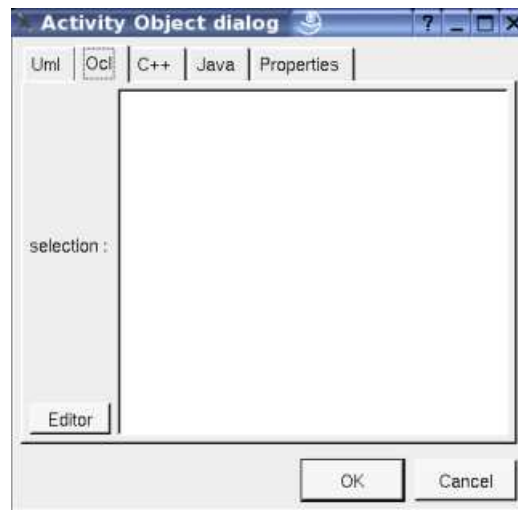 Activity Object dialog ?
Uml Ocl C++ Java Properties
selection :
Editor
OK Cancel